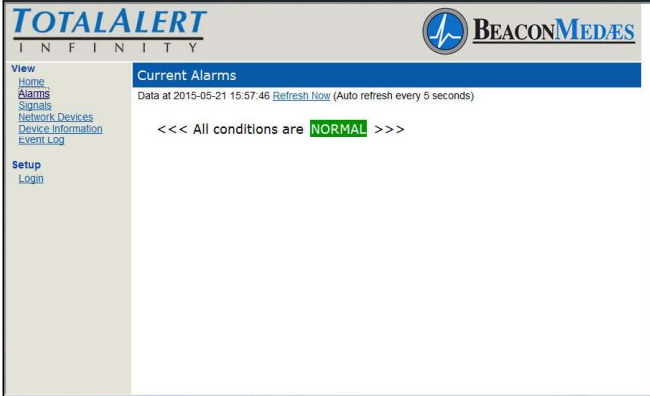 TOTALALERT
INFINITY
BEACONMEDÆS
View
Home
Alarms
Signals
Network Devices
Device Information
Event Log
Setup
Login
Current Alarms
Data at 2015-05-21 15:57:46 Refresh Now (Auto refresh every 5 seconds)
<<< All conditions are NORMAL >>>